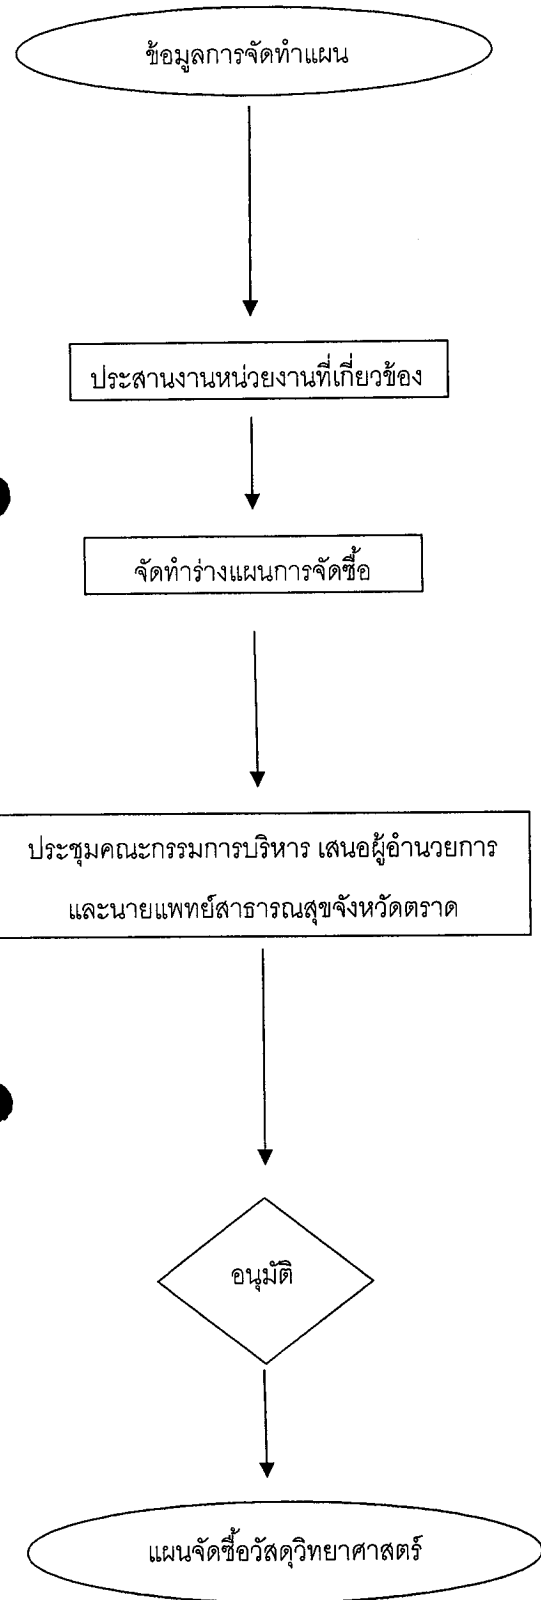 ข้อมูลการจัดทำแผน
ประสานงานหน่วยงานที่เกี่ยวข้อง
จัดทำร่างแผนการจัดซื้อ
ประชุมคณะกรรมการบริหาร เสนอผู้อำนวยการ
และนายแพทย์สาธารณสุขจังหวัดตราด
อนุมัติ
แผนจัดซื้อวัสดุวิทยาศาสตร์